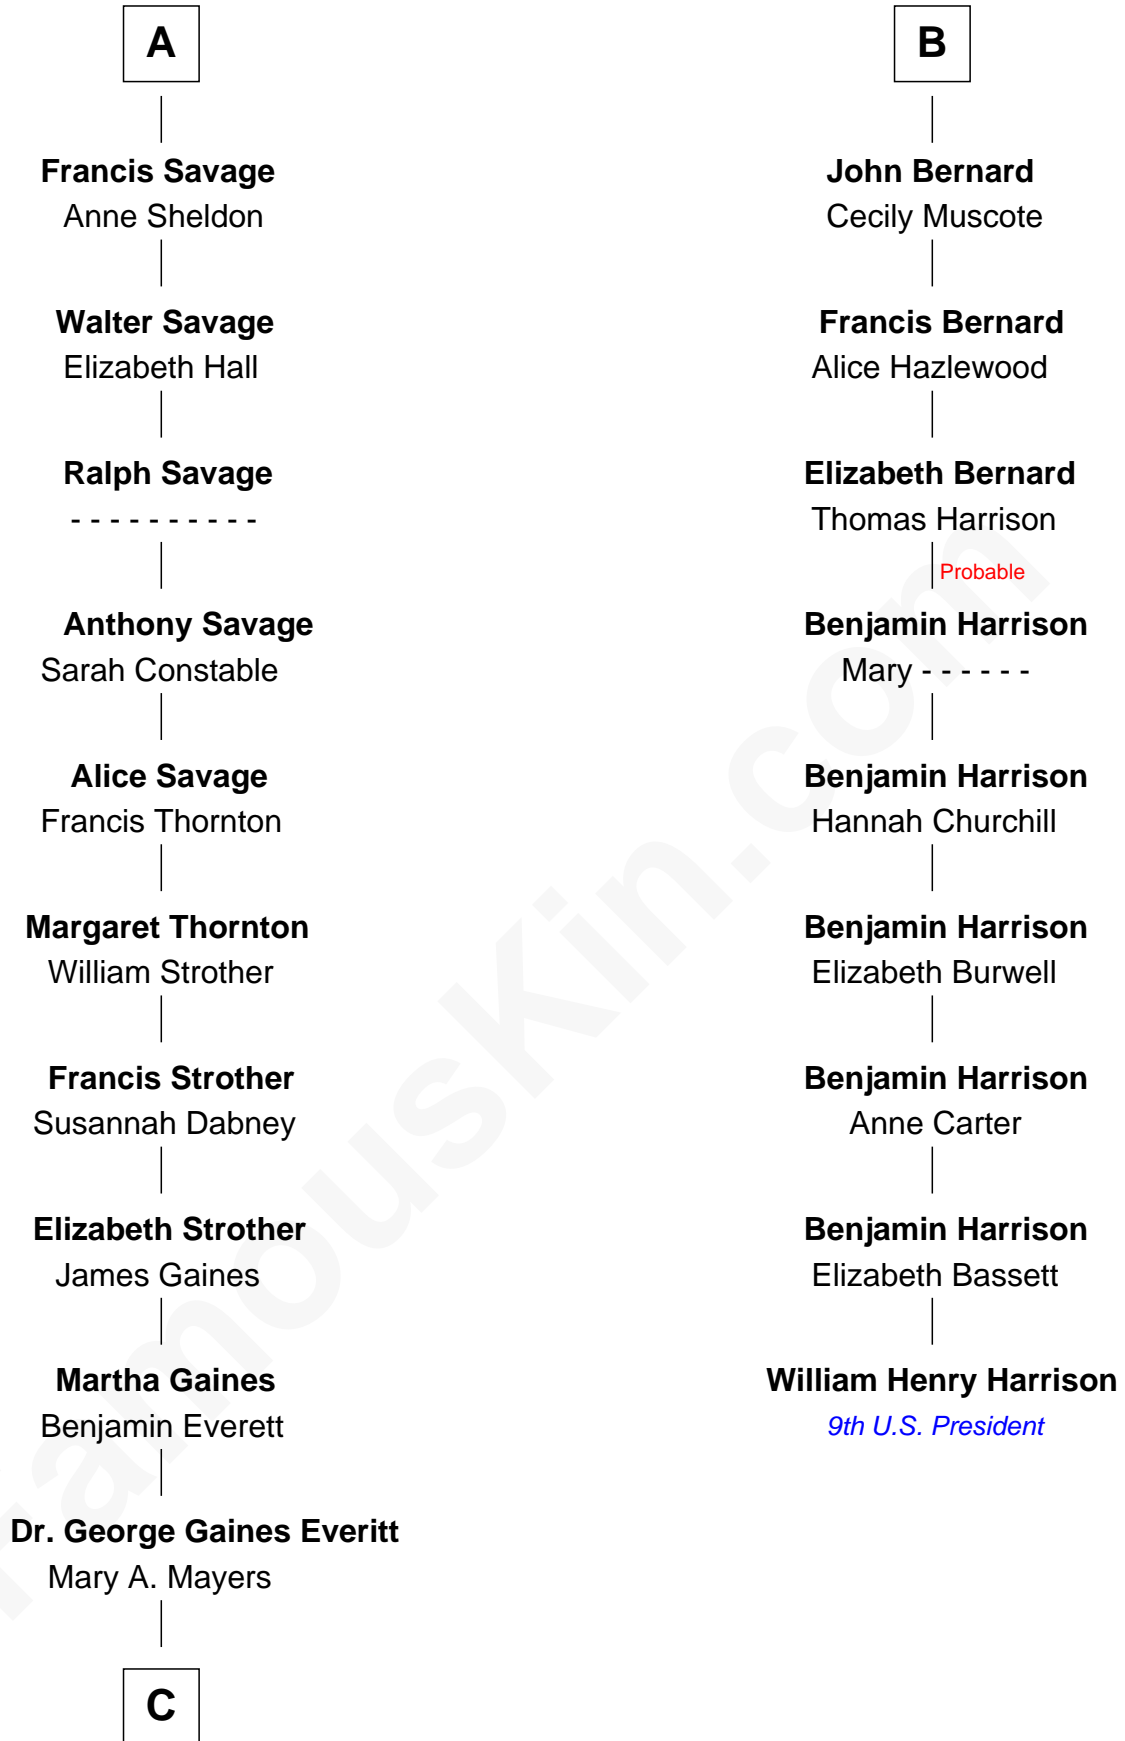 A
Francis Savage
Anne Sheldon
Walter Savage
Elizabeth Hall
Ralph Savage
- - - - - - - - - -
Anthony Savage
Sarah Constable
Alice Savage
Francis Thornton
Margaret Thornton
William Strother
Francis Strother
Susannah Dabney
Elizabeth Strother
James Gaines
Martha Gaines
Benjamin Everett
Dr. George Gaines Everitt
Mary A. Mayers
C
B
John Bernard
Cecily Muscote
Francis Bernard
Alice Hazlewood
Elizabeth Bernard
Thomas Harrison
Probable
Benjamin Harrison
Mary - - - - - -
Benjamin Harrison
Hannah Churchill
Benjamin Harrison
Elizabeth Burwell
Benjamin Harrison
Anne Carter
Benjamin Harrison
Elizabeth Bassett
William Henry Harrison
9th U.S. President
FamousKin.com